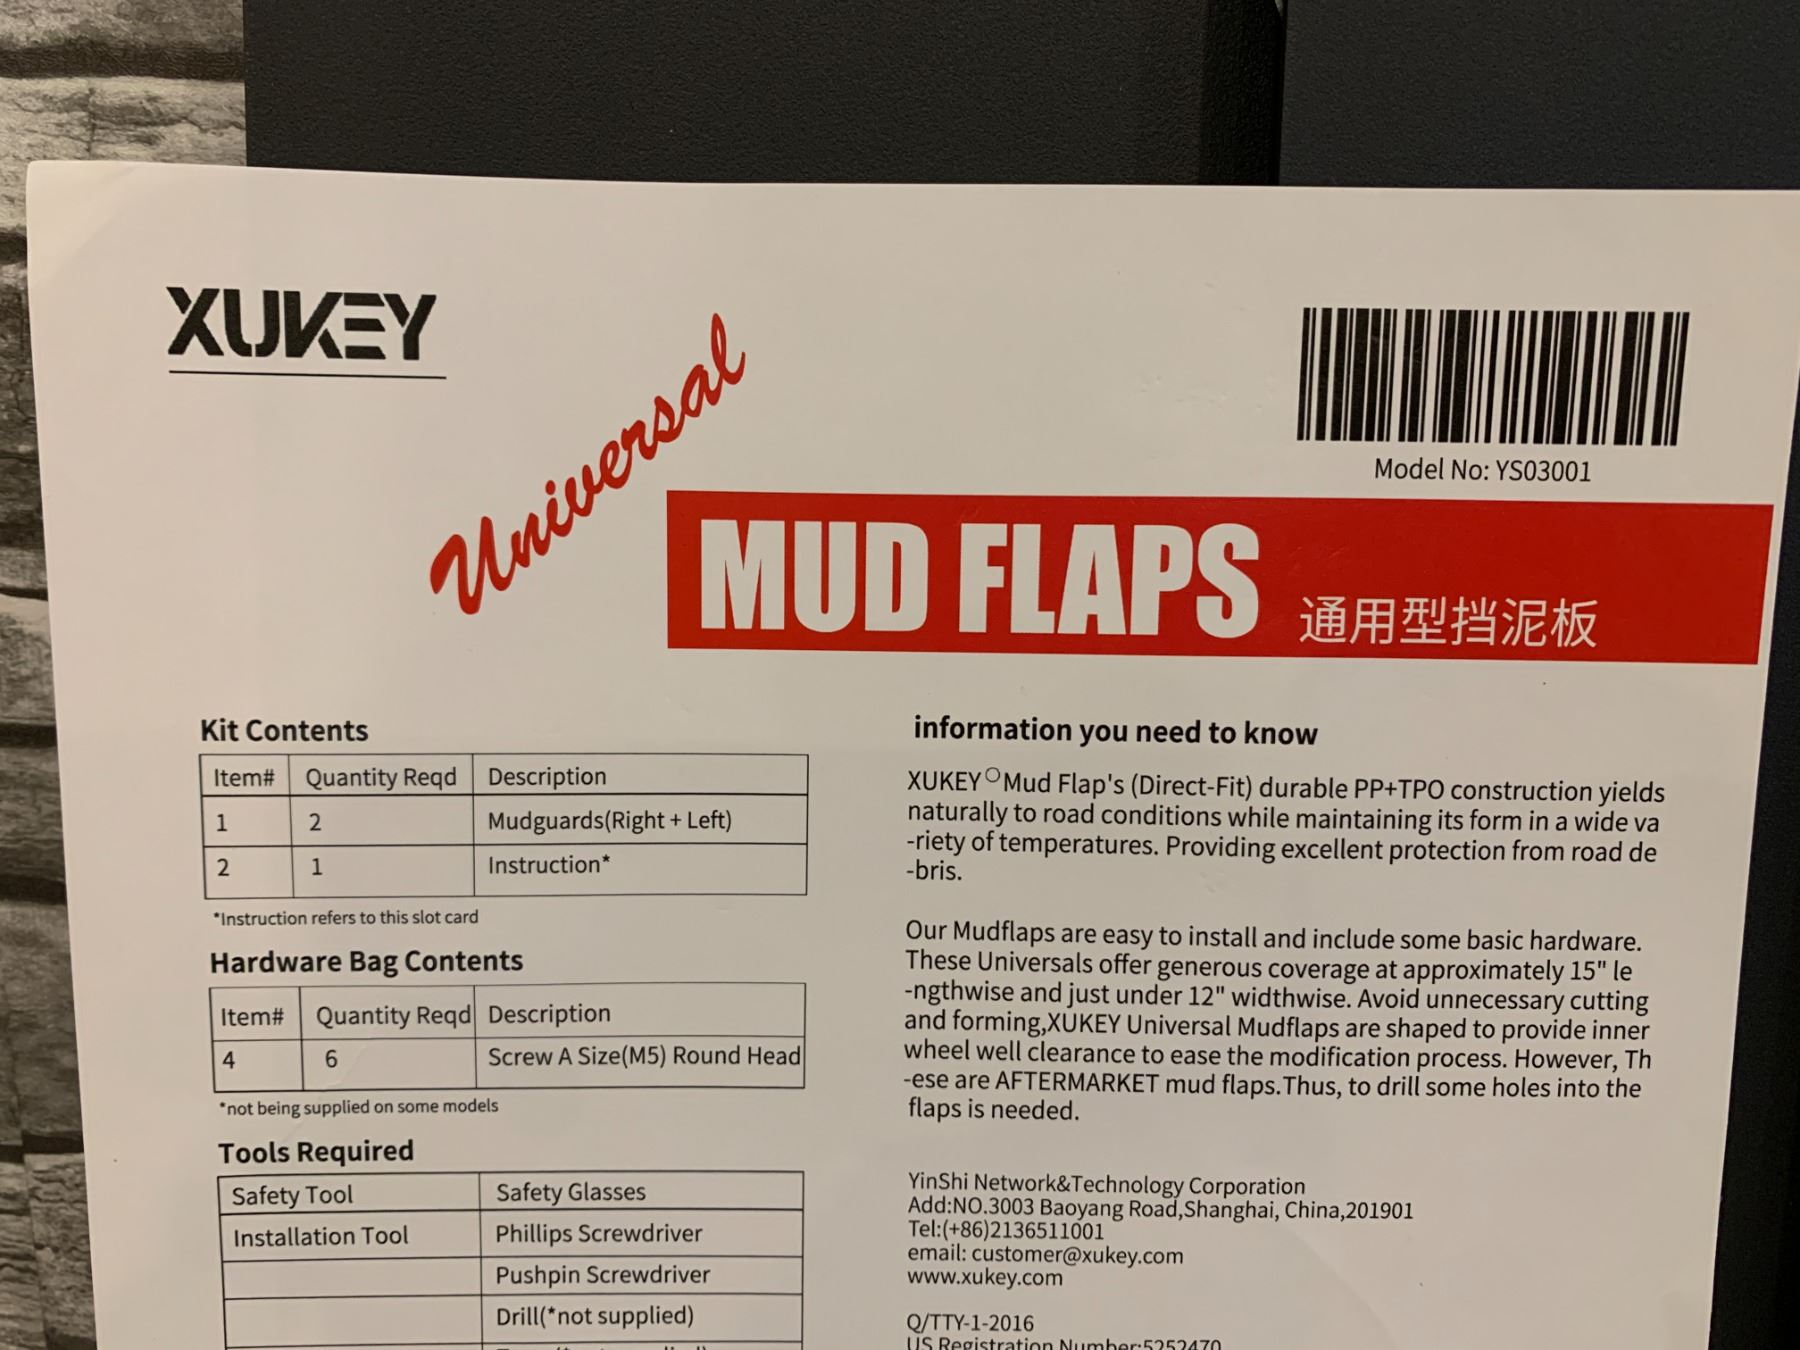 XUKEY
Universal
Model No: YS03001
MUD FLAPS 通用型挡泥板
Kit Contents
Item# Quantity Reqd Description
1 2 Mudguards(Right + Left)
2 1 Instruction*
*Instruction refers to this slot card
Hardware Bag Contents
Item# Quantity Reqd Description
4 6 Screw A Size(M5) Round Head
*not being supplied on some models
Tools Required
Safety Tool Safety Glasses
Installation Tool Phillips Screwdriver
Pushpin Screwdriver
Drill(*not supplied)
information you need to know
XUKEY○Mud Flap's (Direct-Fit) durable PP+TPO construction yields
naturally to road conditions while maintaining its form in a wide va
-riety of temperatures. Providing excellent protection from road de
-bris.
Our Mudflaps are easy to install and include some basic hardware.
These Universals offer generous coverage at approximately 15" le
-ngthwise and just under 12" widthwise. Avoid unnecessary cutting
and forming,XUKEY Universal Mudflaps are shaped to provide inner
wheel well clearance to ease the modification process. However, Th
-ese are AFTERMARKET mud flaps.Thus, to drill some holes into the
flaps is needed.
YinShi Network&Technology Corporation
Add:NO.3003 Baoyang Road,Shanghai, China,201901
Tel:(+86)2136511001
email: customer@xukey.com
www.xukey.com
Q/TTY-1-2016
US Registration Number:5252470